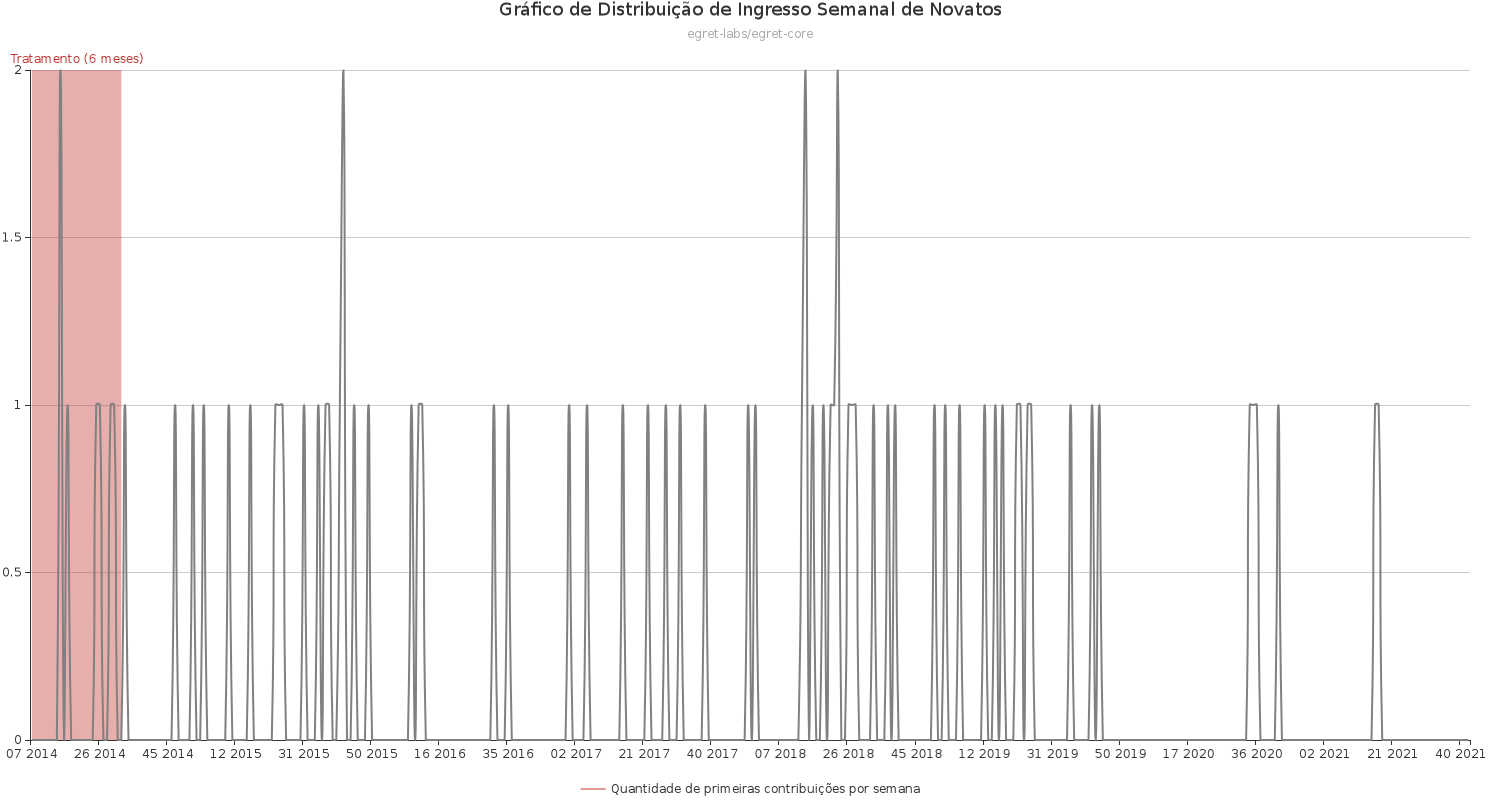 Gráfico de Distribuição de Ingresso Semanal de Novatos
egret-labs/egret-core
Tratamento (6 meses)
2
1.5
1
0.5
0
07 2014 26 2014 45 2014 12 2015 31 2015 50 2015 16 2016 35 2016 02 2017 21 2017 40 2017 07 2018 26 2018 45 2018 12 2019 31 2019 50 2019 17 2020 36 2020 02 2021 21 2021 40 2021
Quantidade de primeiras contribuições por semana